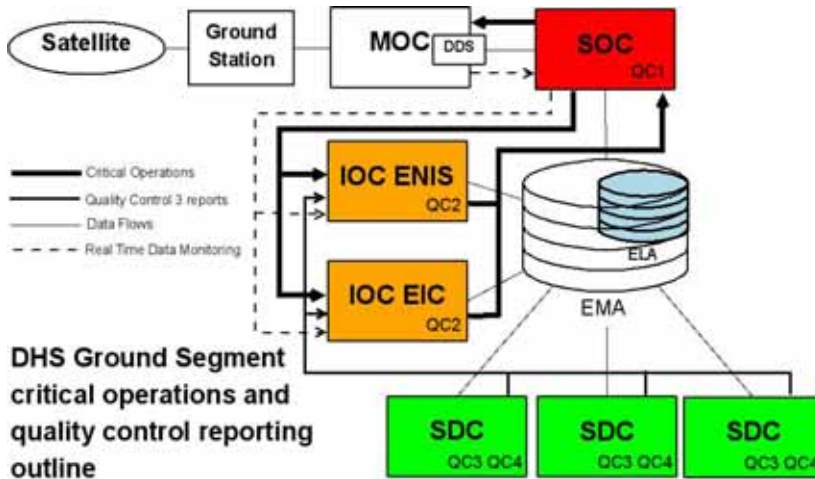 Satellite
Ground
Station
MOC
DDS
SOC
QC1
Critical Operations
Quality Control 3 reports
Data Flows
Real Time Data Monitoring
IOC ENIS
QC2
IOC EIC
QC2
ELA
EMA
DHS Ground Segment
critical operations and
quality control reporting
outline
SDC
QC3 QC4
SDC
QC3 QC4
SDC
QC3 QC4